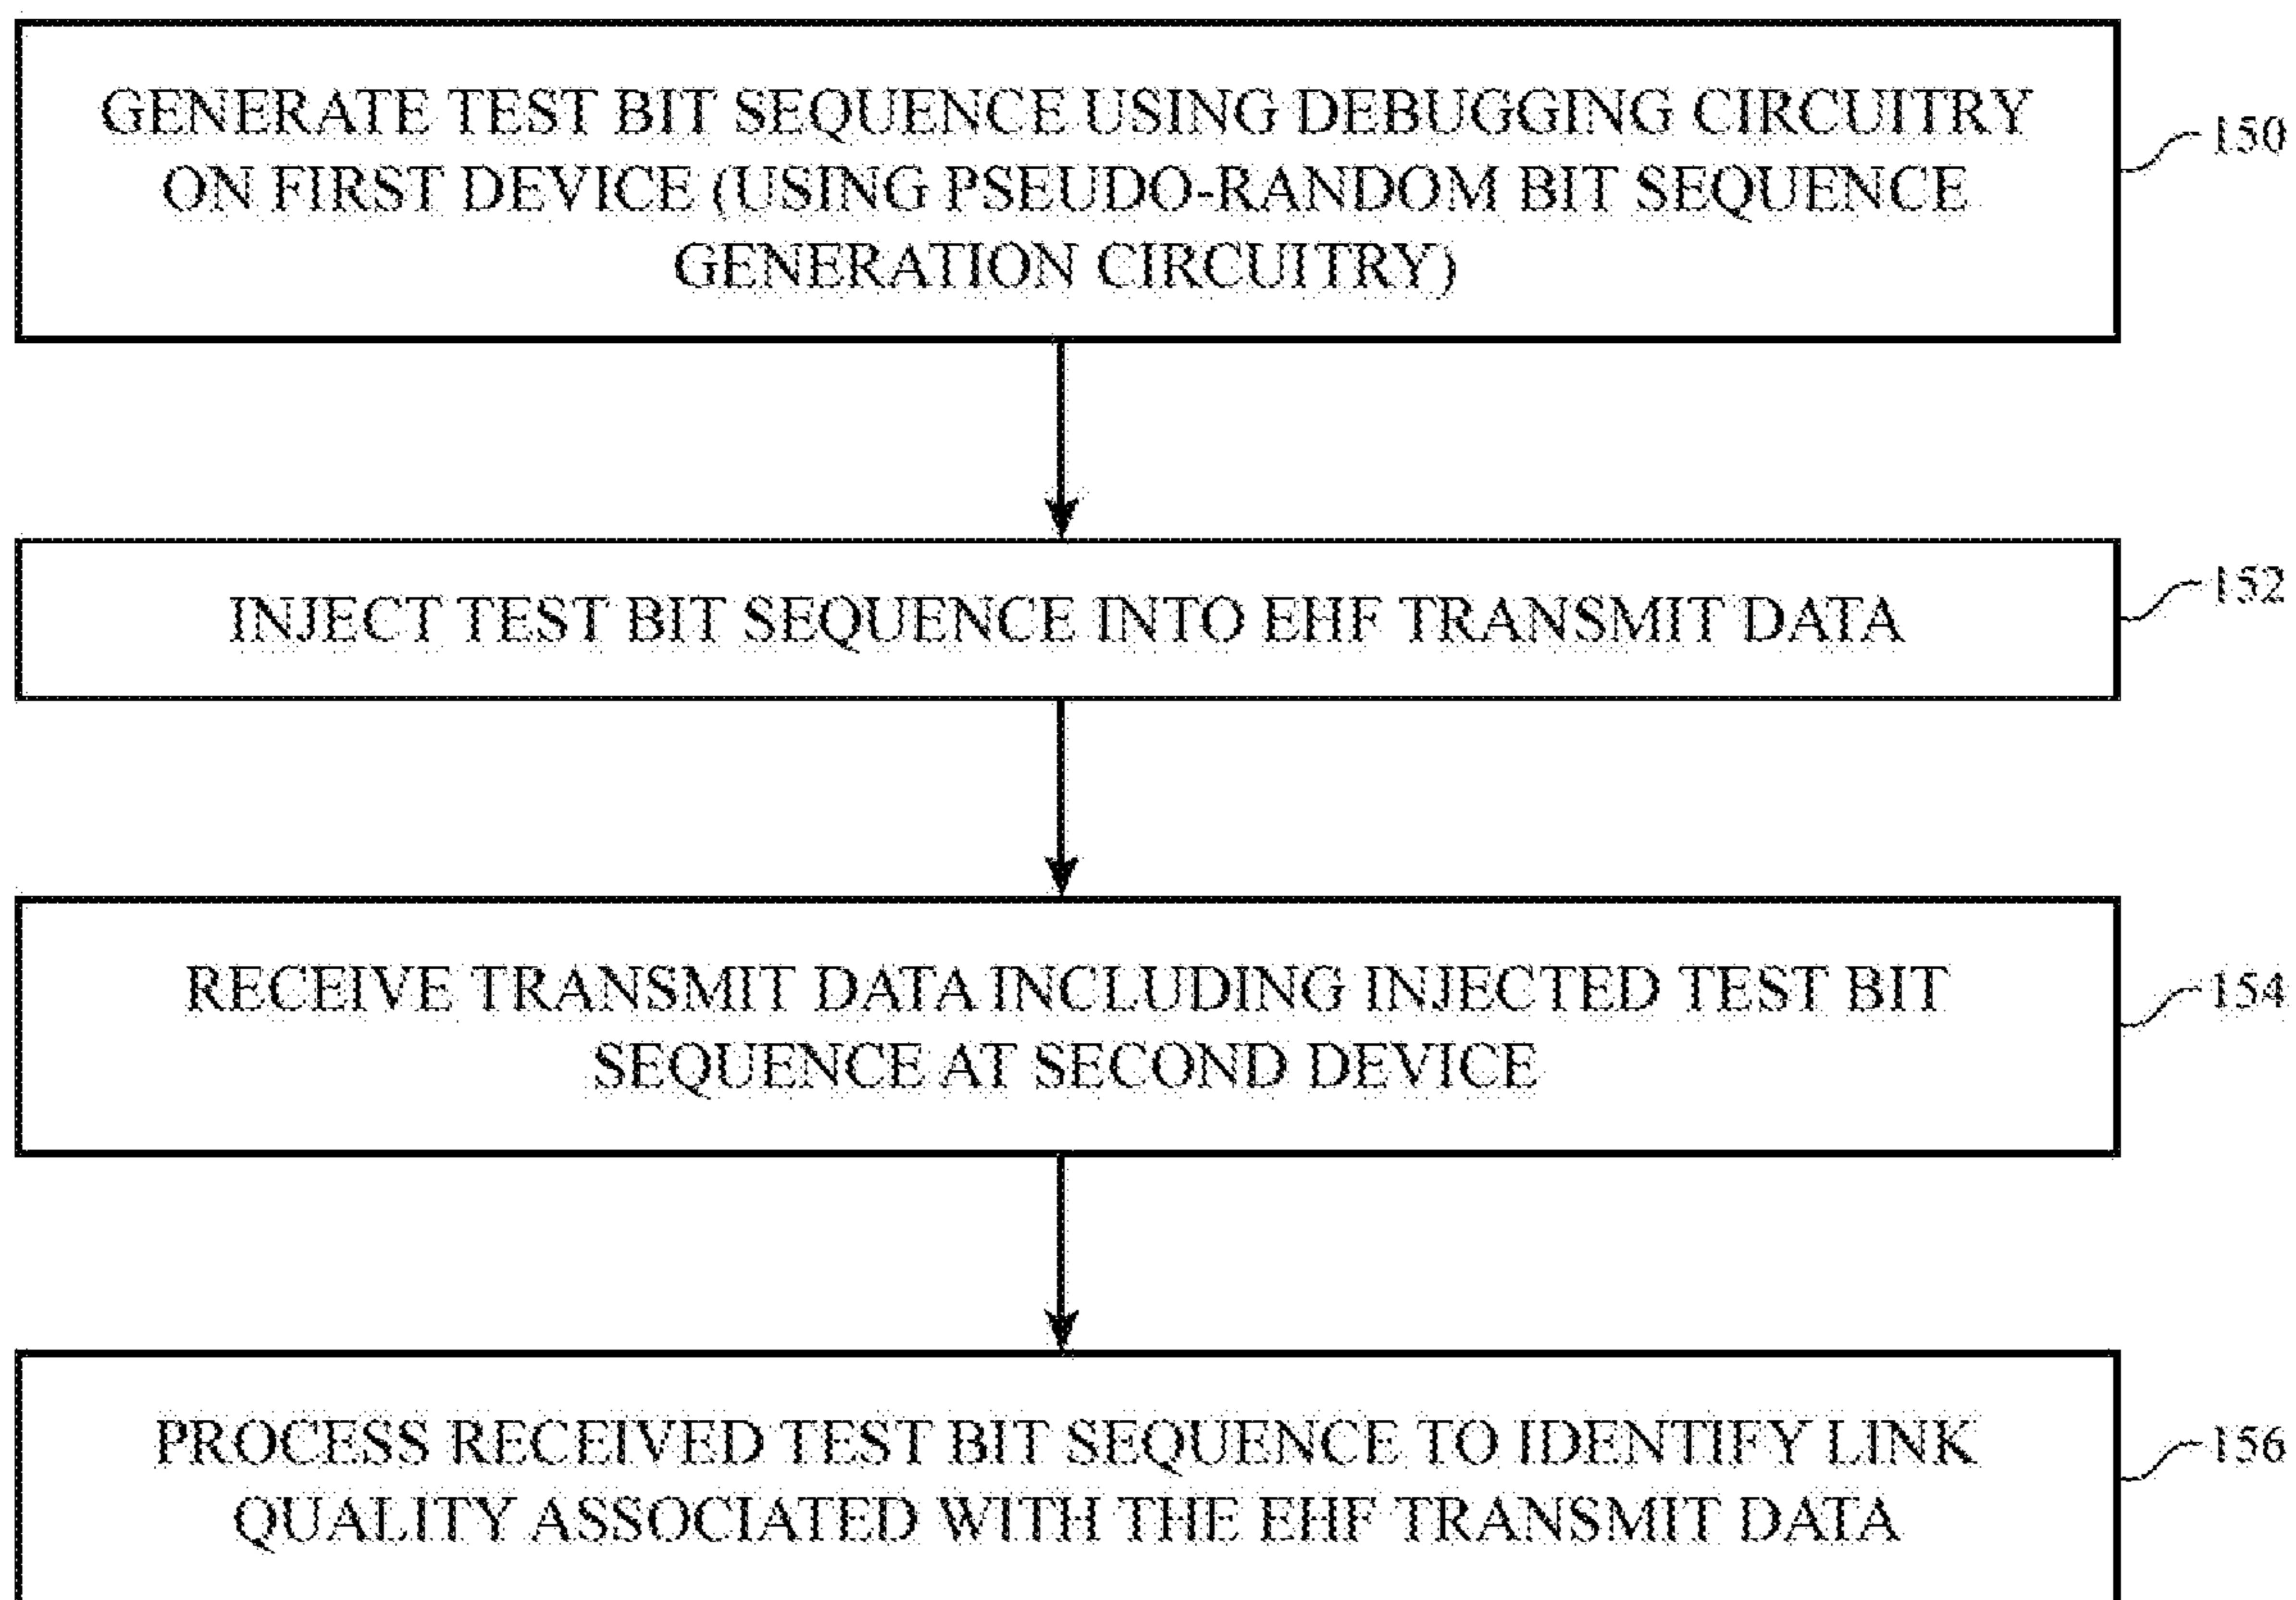 GENERATE TEST BIT SEQUENCE USING DEBUGGING CIRCUITRY
ON FIRST DEVICE (USING PSEUDO-RANDOM BIT SEQUENCE
GENERATION CIRCUITRY)
150
INJECT TEST BIT SEQUENCE INTO EHF TRANSMIT DATA
152
RECEIVE TRANSMIT DATA INCLUDING INJECTED TEST BIT
SEQUENCE AT SECOND DEVICE
154
PROCESS RECEIVED TEST BIT SEQUENCE TO IDENTIFY LINK
QUALITY ASSOCIATED WITH THE EHF TRANSMIT DATA
156